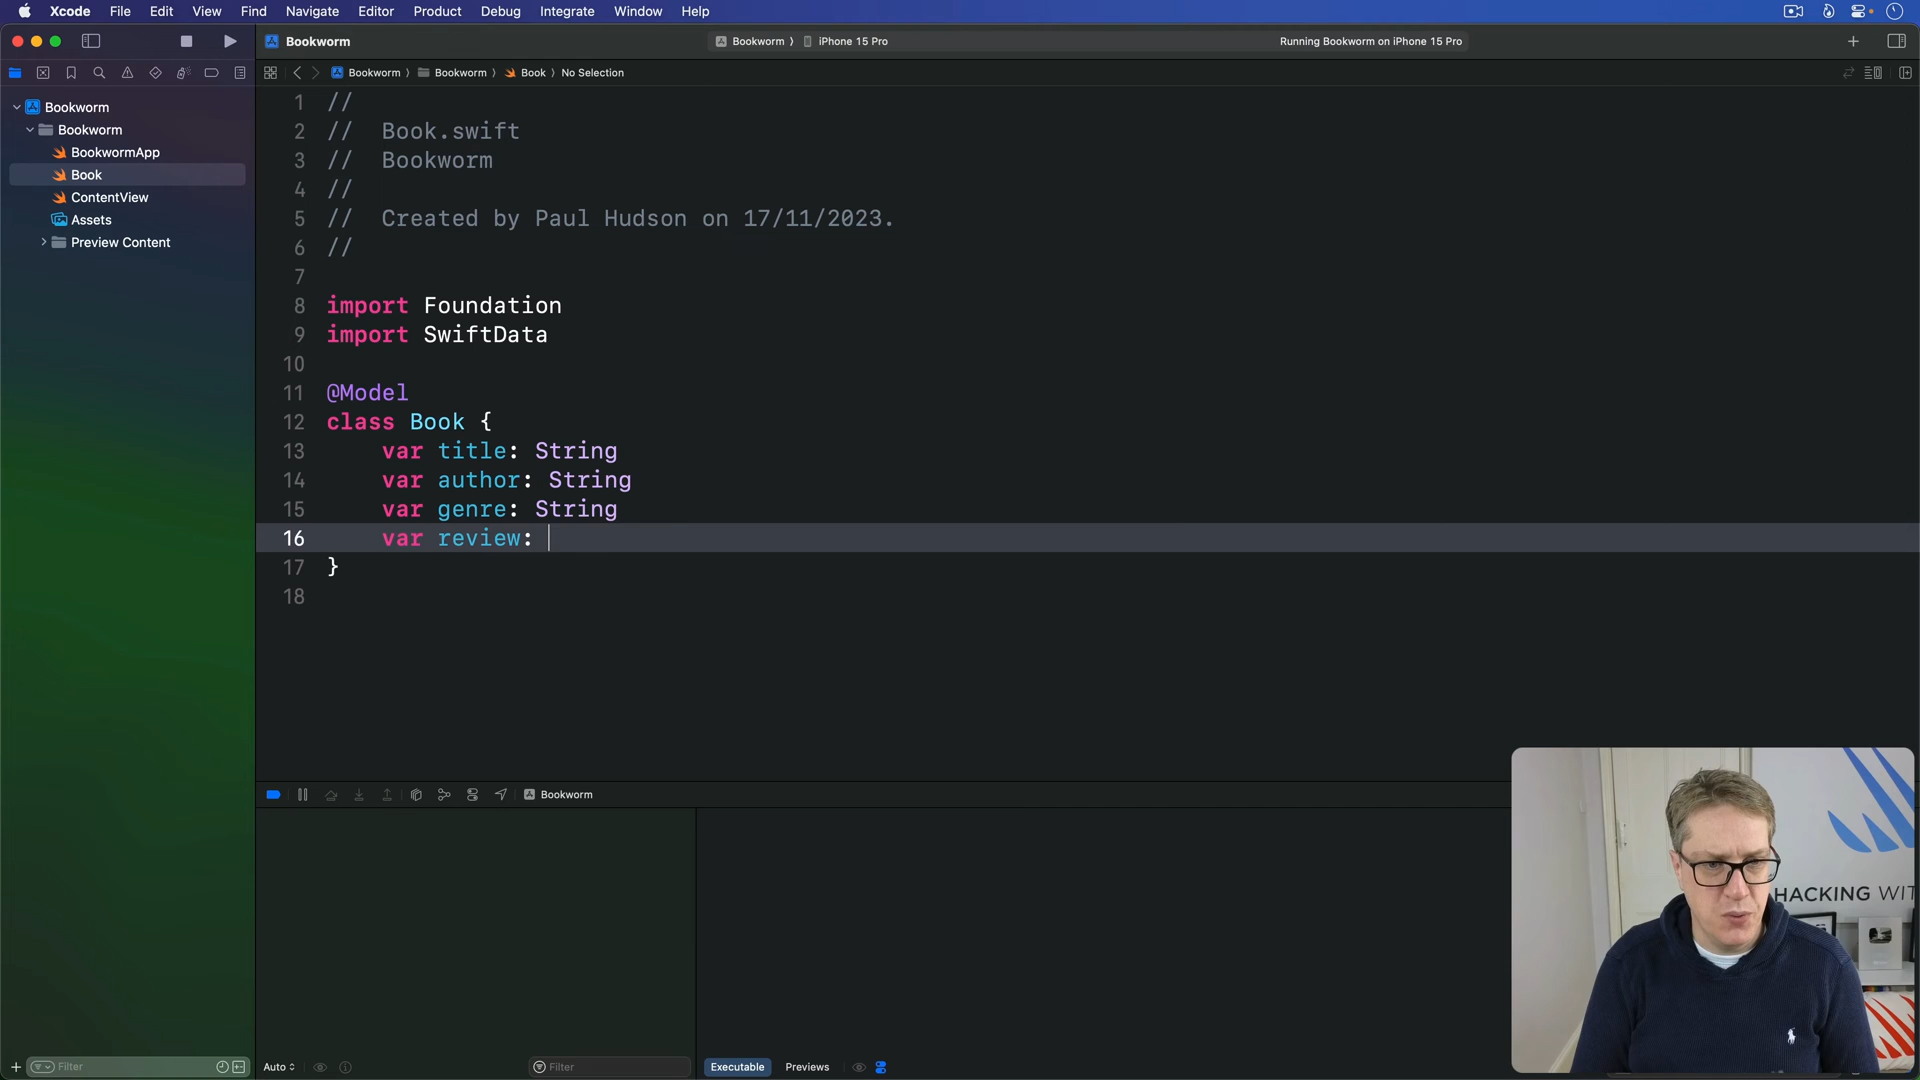 Xcode File Edit View Find Navigate Editor Product Debug Integrate Window Help
Bookworm
Bookworm 〉 iPhone 15 Pro
Running Bookworm on iPhone 15 Pro
Bookworm 〉 Bookworm 〉 Book 〉 No Selection
Bookworm
Bookworm
BookwormApp
Book
ContentView
Assets
Preview Content
1 //
2 // Book.swift
3 // Bookworm
4 //
5 // Created by Paul Hudson on 17/11/2023.
6 //
7
8 import Foundation
9 import SwiftData
10
11 @Model
12 class Book {
13 var title: String
14 var author: String
15 var genre: String
16 var review:
17 }
18
Bookworm
HACKING WIT
Filter
Auto
Filter
Executable Previews